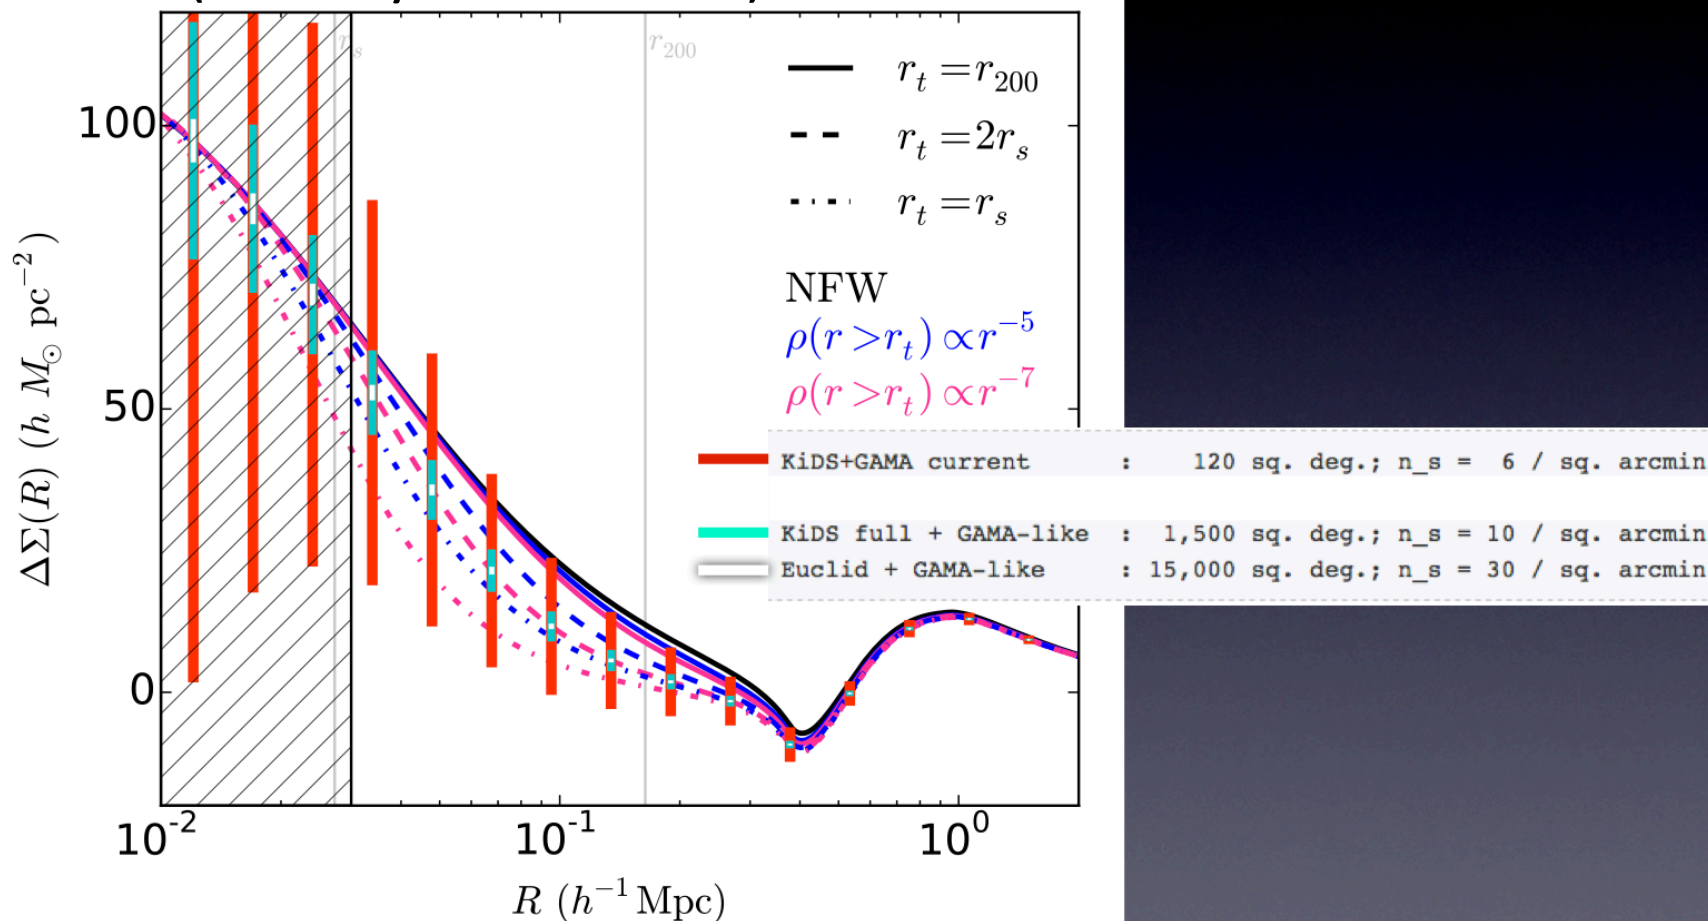 r_s
r_200
r_t = r_200
r_t = 2r_s
r_t = r_s
NFW
ρ(r > r_t) ∝ r^{-5}
ρ(r > r_t) ∝ r^{-7}
KiDS+GAMA current : 120 sq. deg.; n_s = 6 / sq. arcmin
KiDS full + GAMA-like : 1,500 sq. deg.; n_s = 10 / sq. arcmin
Euclid + GAMA-like : 15,000 sq. deg.; n_s = 30 / sq. arcmin
100
50
0
ΔΣ(R) (h M_⊙ pc^{-2})
10^{-2} 10^{-1} 10^{0}
R (h^{-1} Mpc)